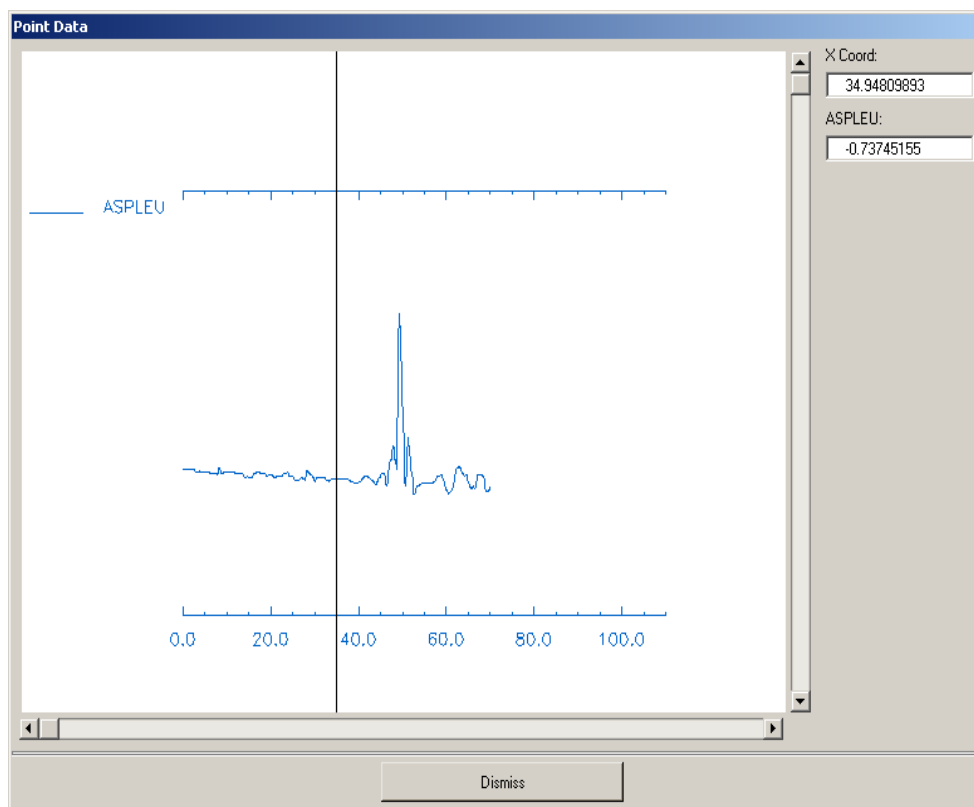 Point Data
X Coord:
34.94809893
ASPLEU:
-0.73745155
ASPLEU
0.0 20.0 40.0 60.0 80.0 100.0
Dismiss